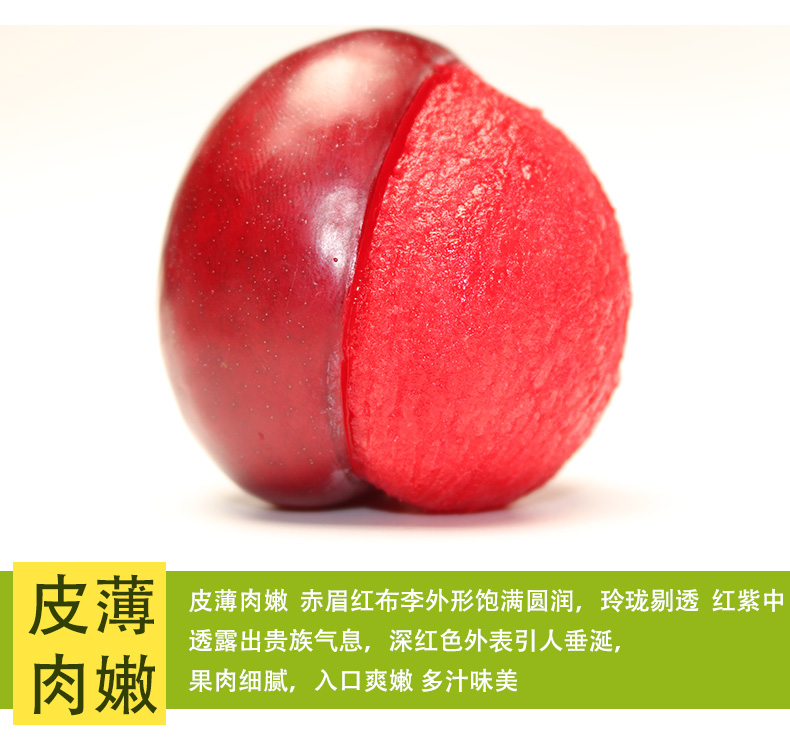 皮薄
肉嫩
皮薄肉嫩 赤眉红布李外形饱满圆润，玲珑剔透 红紫中
透露出贵族气息，深红色外表引人垂涎，
果肉细腻，入口爽嫩 多汁味美